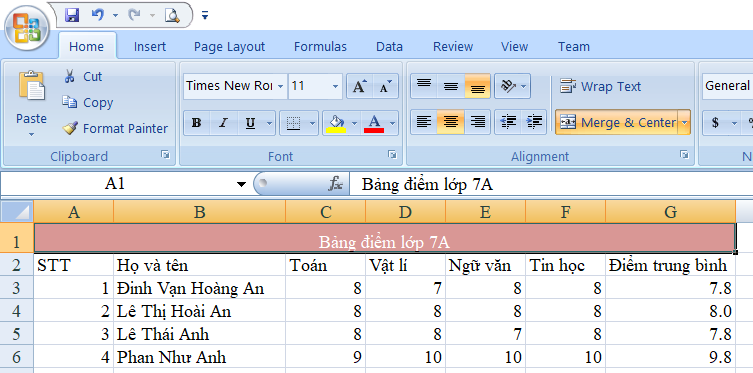 Home Insert Page Layout Formulas Data Review View Team
Cut
Copy
Format Painter
Paste
Clipboard
Times New Ror 11 A A
B I U A
Font
Wrap Text
Merge & Center
Alignment
General
$ %
N
A1 fx Bảng điểm lớp 7A
A B C D E F G
1 Bảng điểm lớp 7A
2 STT Họ và tên Toán Vật lí Ngữ văn Tin học Điểm trung bình
3 1 Đinh Vạn Hoàng An 8 7 8 8 7.8
4 2 Lê Thị Hoài An 8 8 8 8 8.0
5 3 Lê Thái Anh 8 8 7 8 7.8
6 4 Phan Như Anh 9 10 10 10 9.8